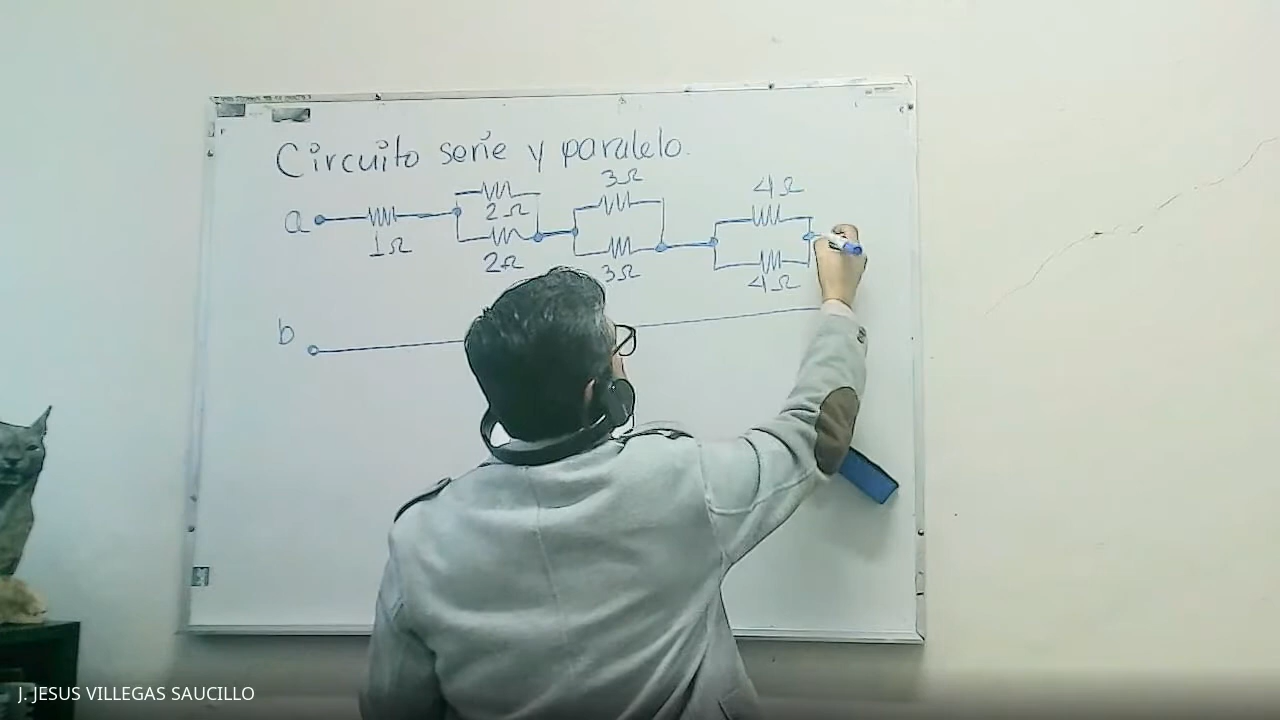 Circuito serie y paralelo.
3Ω 4Ω
a 2Ω
1Ω
2Ω 3Ω 4Ω
b
J. JESUS VILLEGAS SAUCILLO